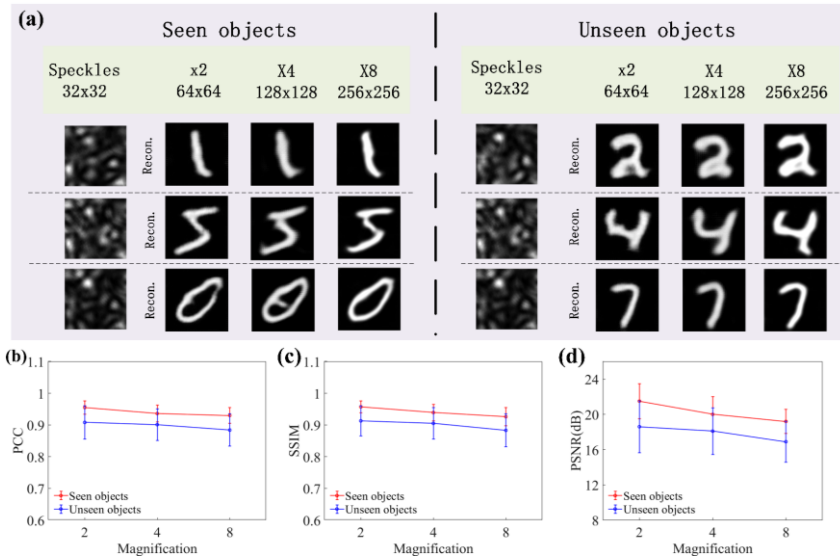 (a)
Seen objects
Unseen objects
Speckles x2 X4 X8
32x32 64x64 128x128 256x256
Speckles x2 X4 X8
32x32 64x64 128x128 256x256
Recon.
Recon.
Recon.
Recon.
Recon.
Recon.
(b)
1.1
1
0.9
0.8
0.7
0.6
PCC
Seen objects
Unseen objects
2 4 8
Magnification
(c)
1.1
1
0.9
0.8
0.7
0.6
SSIM
Seen objects
Unseen objects
2 4 8
Magnification
(d)
24
20
16
12
8
PSNR(dB)
Seen objects
Unseen objects
2 4 8
Magnification